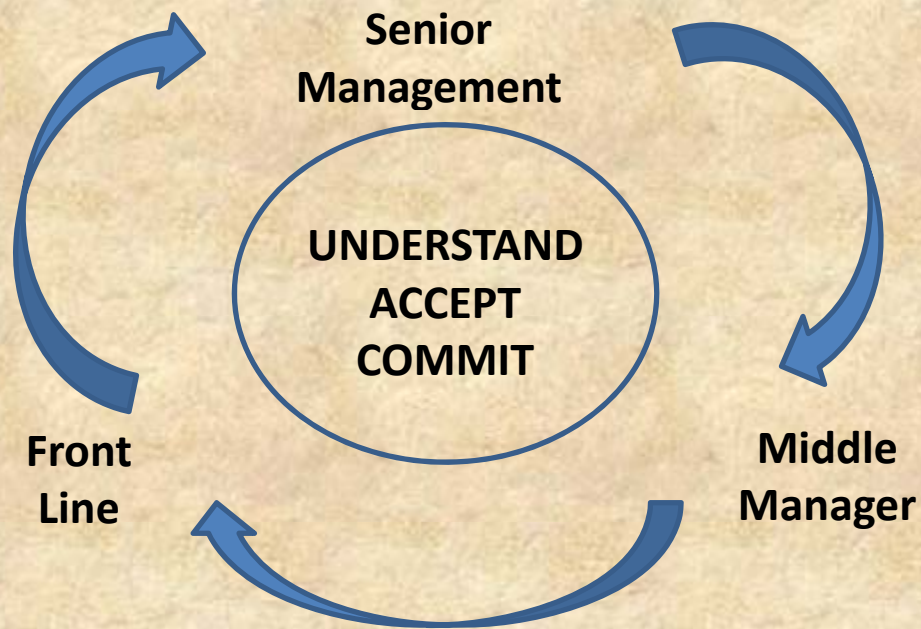 Senior
Management
UNDERSTAND
ACCEPT
COMMIT
Front
Line
Middle
Manager